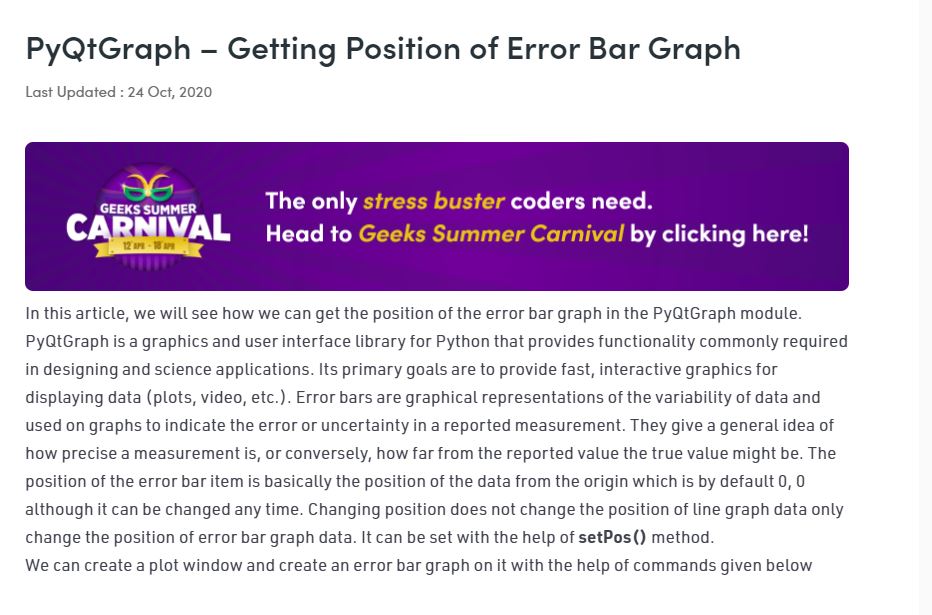 PyQtGraph – Getting Position of Error Bar Graph
Last Updated : 24 Oct, 2020
GEEKS SUMMER
CARNIVAL
12 APR - 18 APR
The only stress buster coders need.
Head to Geeks Summer Carnival by clicking here!
In this article, we will see how we can get the position of the error bar graph in the PyQtGraph module.
PyQtGraph is a graphics and user interface library for Python that provides functionality commonly required
in designing and science applications. Its primary goals are to provide fast, interactive graphics for
displaying data (plots, video, etc.). Error bars are graphical representations of the variability of data and
used on graphs to indicate the error or uncertainty in a reported measurement. They give a general idea of
how precise a measurement is, or conversely, how far from the reported value the true value might be. The
position of the error bar item is basically the position of the data from the origin which is by default 0, 0
although it can be changed any time. Changing position does not change the position of line graph data only
change the position of error bar graph data. It can be set with the help of setPos() method.
We can create a plot window and create an error bar graph on it with the help of commands given below